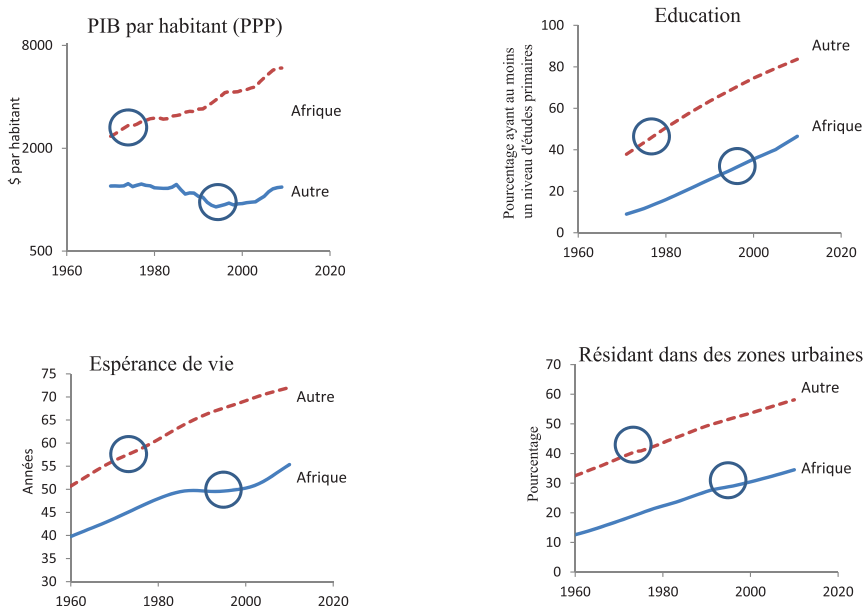 PIB par habitant (PPP)
$ par habitant
8000
2000
500
1960
1980
2000
2020
Afrique
Autre
Education
Pourcentage ayant au moins
un niveau d'études primaires
100
80
60
40
20
0
1960
1980
2000
2020
Autre
Afrique
Espérance de vie
Années
75
70
65
60
55
50
45
40
35
30
1960
1980
2000
2020
Autre
Afrique
Résidant dans des zones urbaines
Pourcentage
70
60
50
40
30
20
10
0
1960
1980
2000
2020
Autre
Afrique